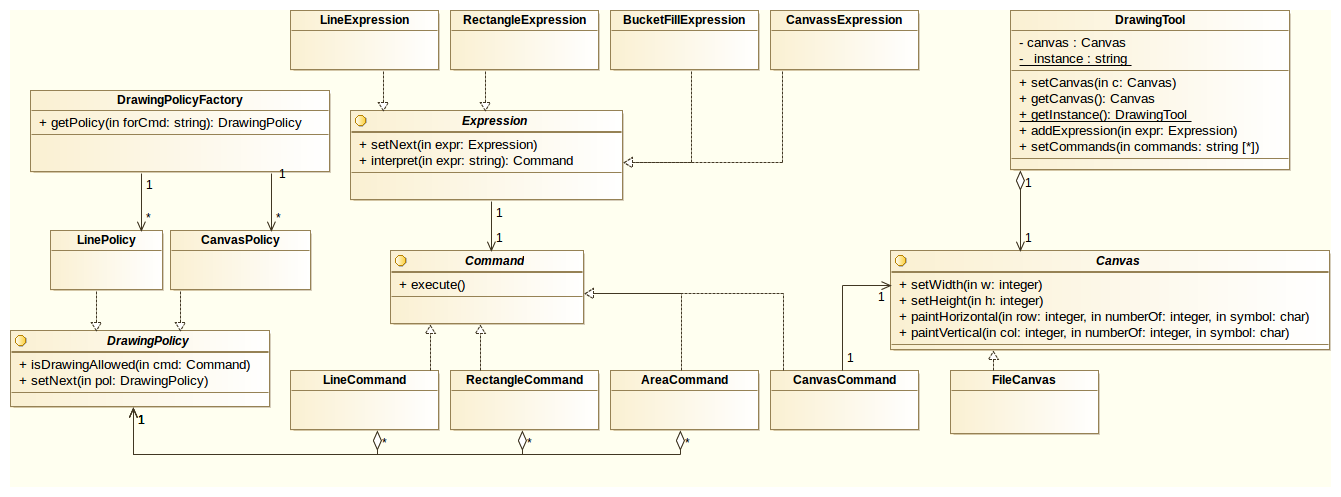 LineExpression
RectangleExpression
BucketFillExpression
CanvassExpression
DrawingTool
- canvas : Canvas
- instance : string
+ setCanvas(in c: Canvas)
+ getCanvas(): Canvas
+ getInstance(): DrawingTool
+ addExpression(in expr: Expression)
+ setCommands(in commands: string [*])
1
1
DrawingPolicyFactory
+ getPolicy(in forCmd: string): DrawingPolicy
1
1
*
*
Expression
+ setNext(in expr: Expression)
+ interpret(in expr: string): Command
1
1
LinePolicy
CanvasPolicy
Command
+ execute()
Canvas
+ setWidth(in w: integer)
+ setHeight(in h: integer)
+ paintHorizontal(in row: integer, in numberOf: integer, in symbol: char)
+ paintVertical(in col: integer, in numberOf: integer, in symbol: char)
1
1
DrawingPolicy
+ isDrawingAllowed(in cmd: Command)
+ setNext(in pol: DrawingPolicy)
1
LineCommand
RectangleCommand
AreaCommand
CanvasCommand
FileCanvas
*
*
*